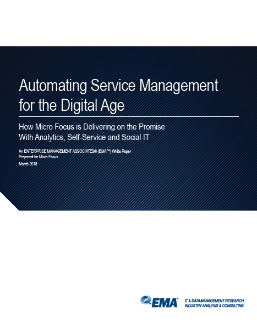 Automating Service Management
for the Digital Age
How Micro Focus is Delivering on the Promise
With Analytics, Self-Service and Social IT
An ENTERPRISE MANAGEMENT ASSOCIATES® (EMA™) White Paper
Prepared for Micro Focus
March 2018
EMA™
IT & DATA MANAGEMENT RESEARCH,
INDUSTRY ANALYSIS & CONSULTING